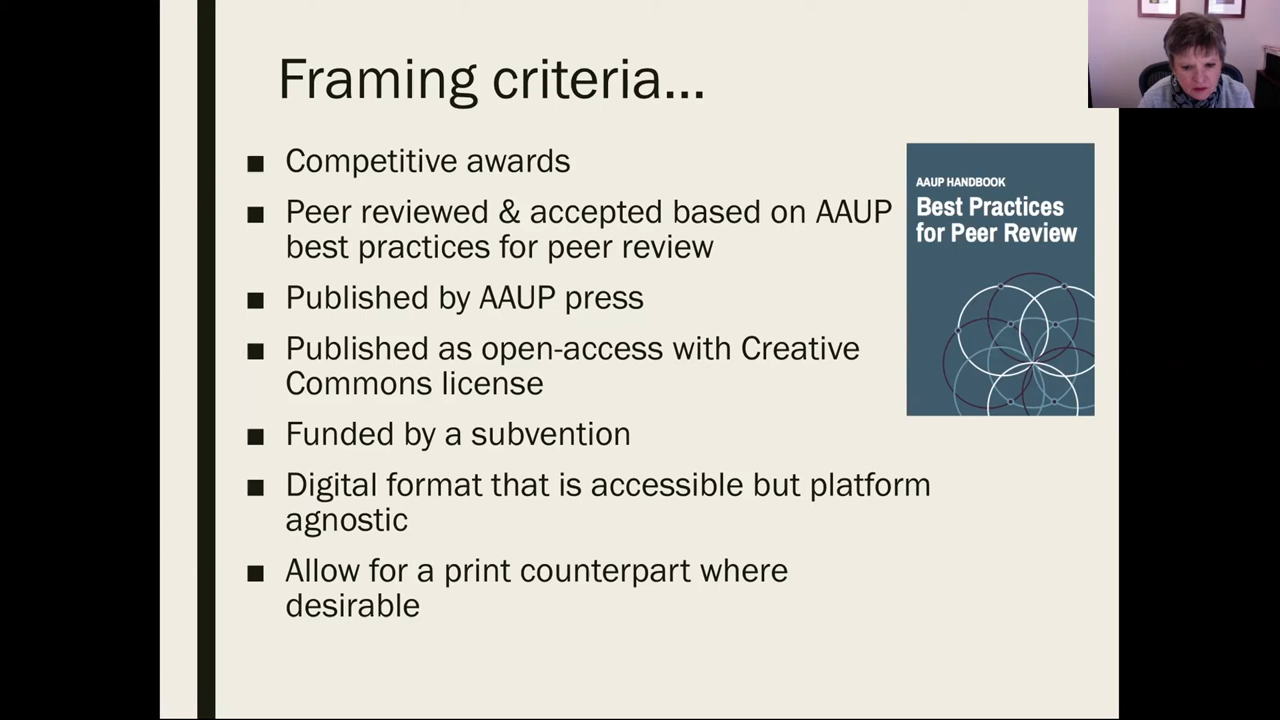 Framing criteria...
■ Competitive awards
■ Peer reviewed & accepted based on AAUP
best practices for peer review
■ Published by AAUP press
■ Published as open-access with Creative
Commons license
■ Funded by a subvention
■ Digital format that is accessible but platform
agnostic
■ Allow for a print counterpart where
desirable
AAUP HANDBOOK
Best Practices
for Peer Review